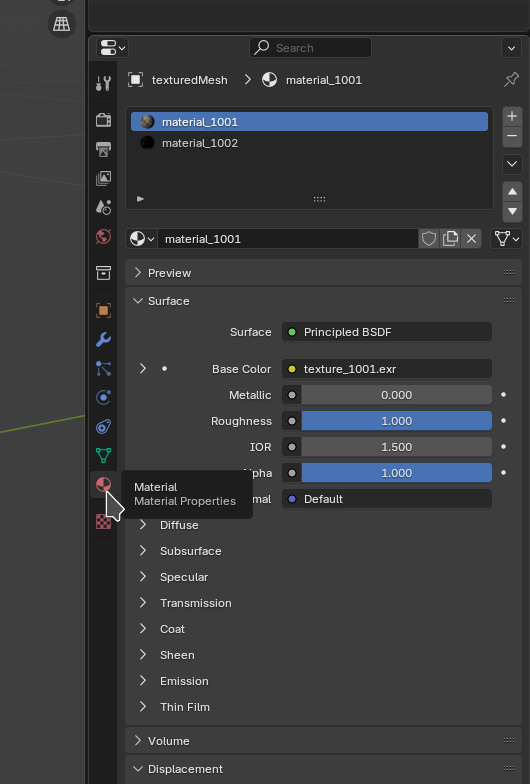 Search
texturedMesh
material_1001
material_1001
material_1002
material_1001
Preview
Surface
Surface
Principled BSDF
Base Color
texture_1001.exr
Metallic
0.000
Roughness
1.000
IOR
1.500
pha
1.000
Material
Material Properties
mal
Default
Diffuse
Subsurface
Specular
Transmission
Coat
Sheen
Emission
Thin Film
Volume
Displacement